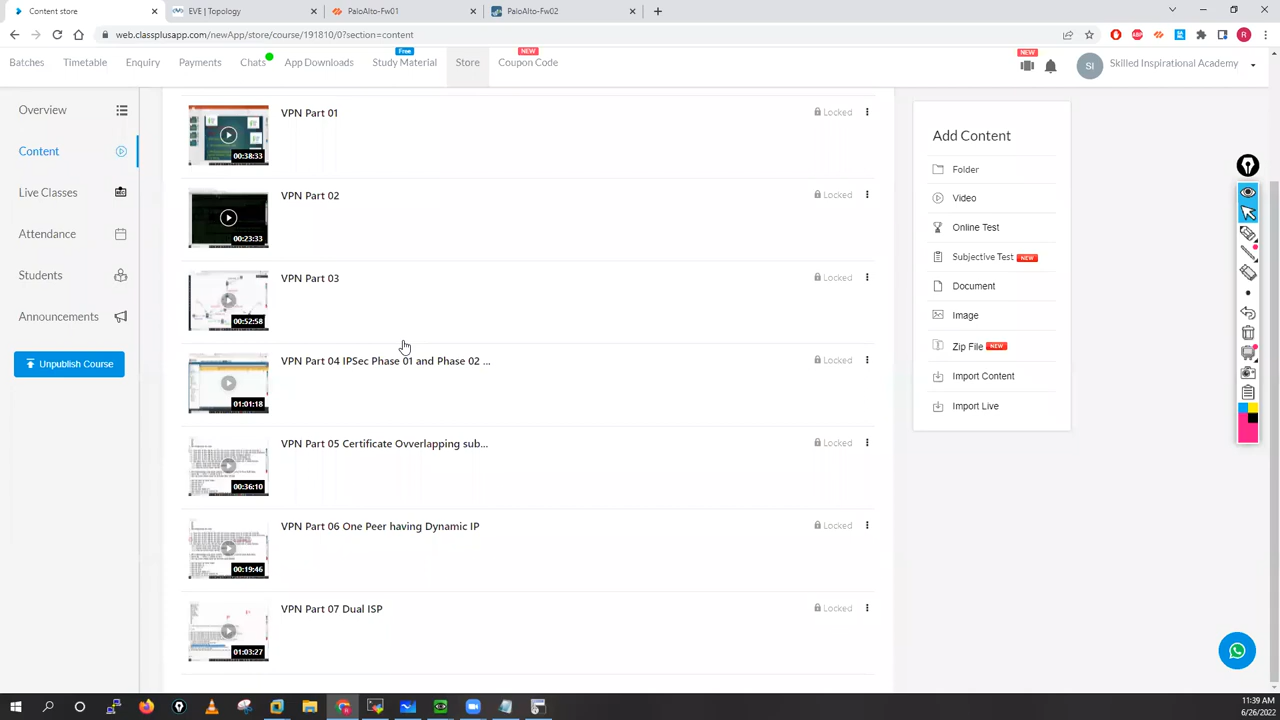 Content store
EVE | Topology
PaloAlto-Fw01
PaloAlto-Fw02
web.classplusapp.com/newApp/store/course/191810/0?section=content
Batches
Timetable
Enquiry
Payments
Chats
App Downloads
Free
Study Material
Store
NEW
Coupon Code
NEW
SI
Skilled Inspirational Academy
Overview
Content
Live Classes
Attendance
Students
Announcements
Unpublish Course
VPN Part 01
Locked
00:38:33
VPN Part 02
Locked
00:23:33
VPN Part 03
Locked
00:52:58
VPN Part 04 IPSec Phase 01 and Phase 02 ...
Locked
01:01:18
VPN Part 05 Certificate Ovverlapping sub...
Locked
00:36:10
VPN Part 06 One Peer having Dynamic IP
Locked
00:19:46
VPN Part 07 Dual ISP
Locked
01:03:27
Add Content
Folder
Video
Online Test
Subjective Test NEW
Document
Image
Zip File NEW
Import Content
Import Live
11:39 AM
6/26/2022